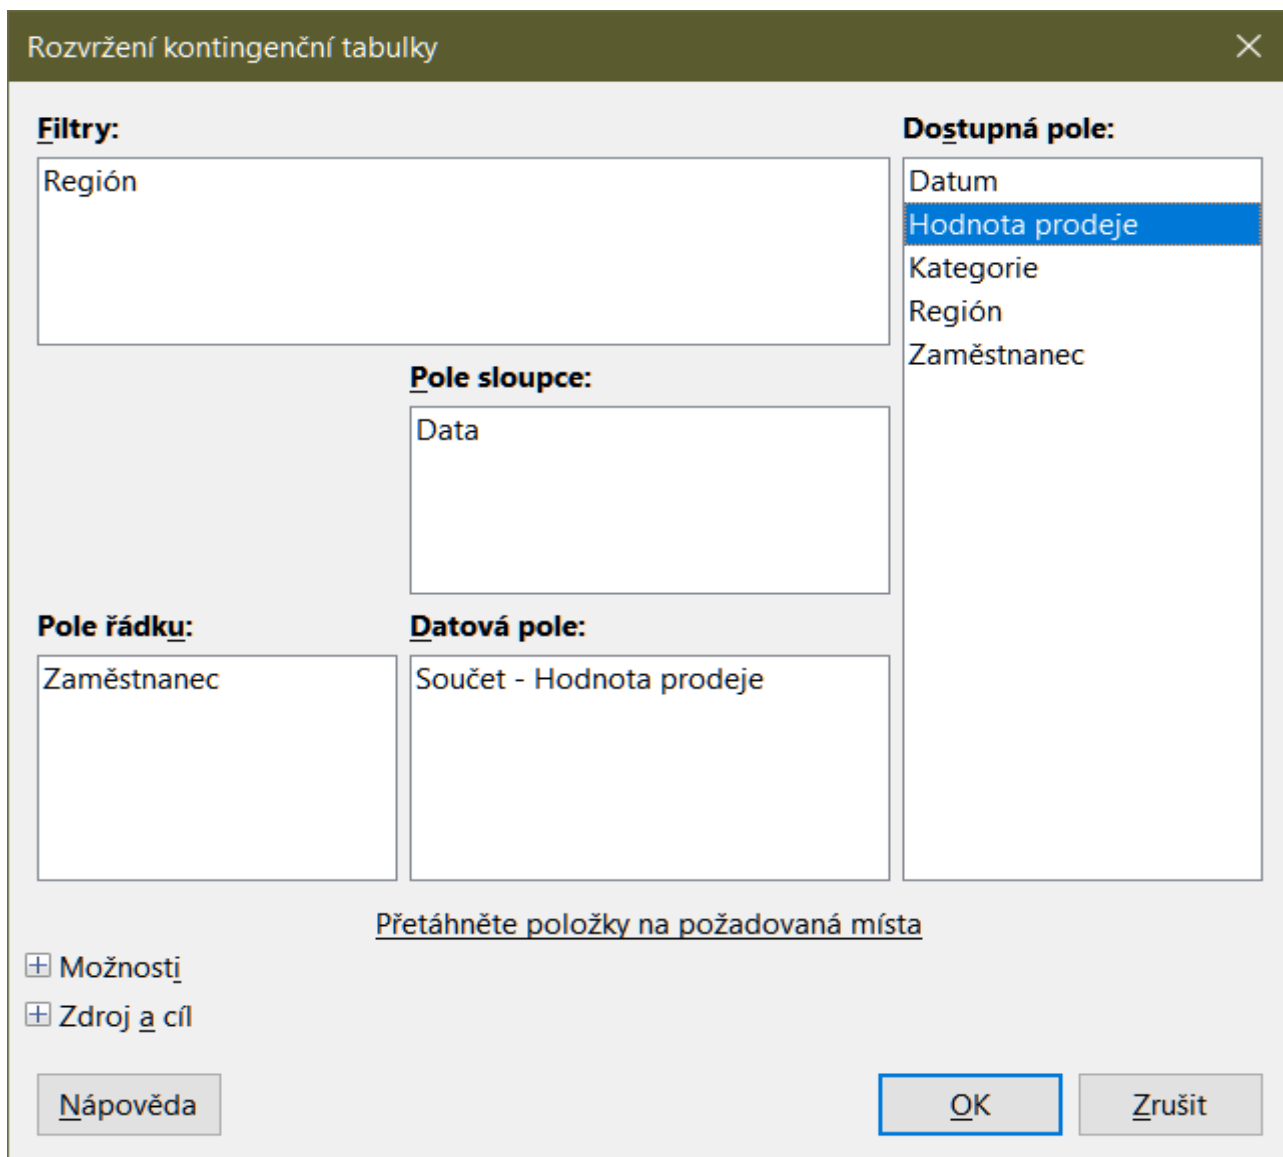 Rozvržení kontingenční tabulky
Filtry:
Región
Dostupná pole:
Datum
Hodnota prodeje
Kategorie
Región
Zaměstnanec
Pole sloupce:
Data
Pole řádku:
Zaměstnanec
Datová pole:
Součet - Hodnota prodeje
Přetáhněte položky na požadovaná místa
Možnosti
Zdroj a cíl
Nápověda
OK
Zrušit